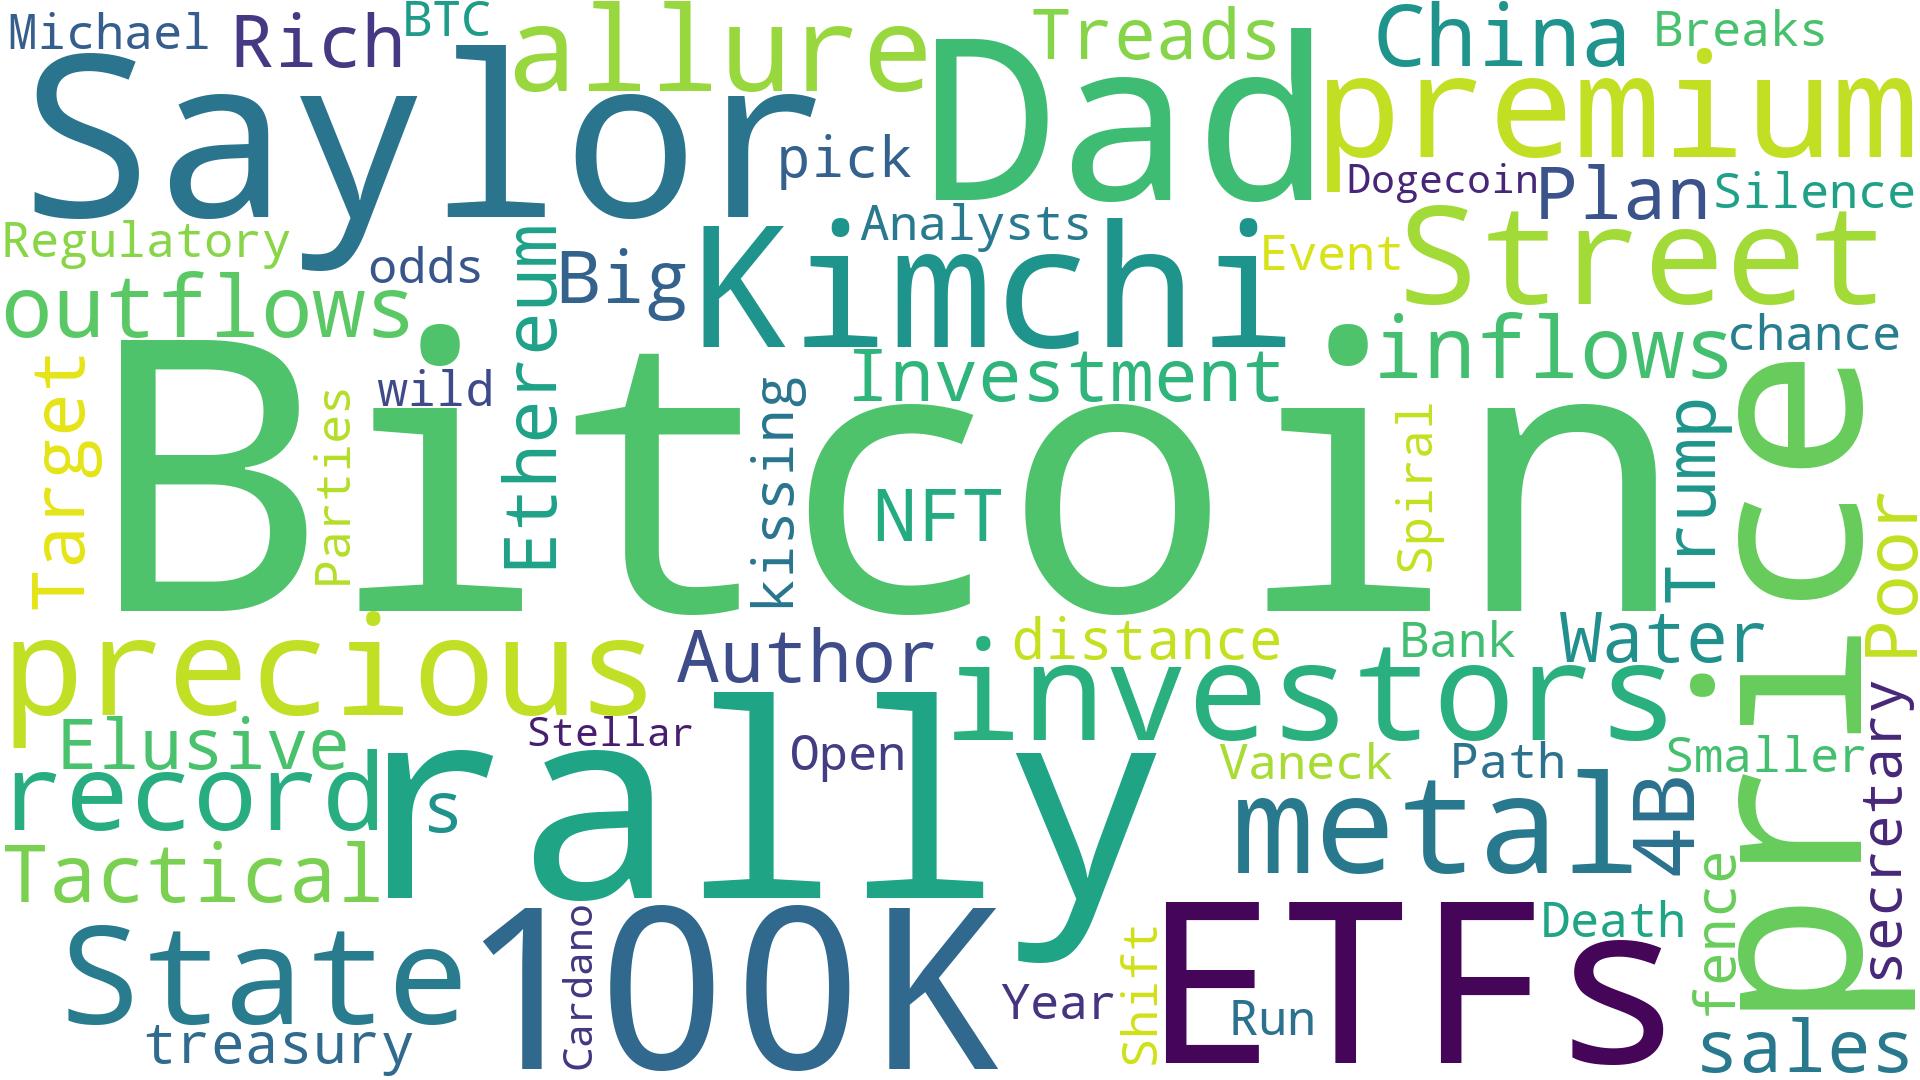 Michael
Rich
BTC
allure
Treads
China
Breaks
Saylor
Dad
premium
pick
Dogecoin
Plan
Silence
Regulatory
odds
Ethereum
Big
Kimchi
Analysts
Event
Street
outflows
inflows
chance
Target
Bitcoin
wild
Parties
kissing
Investment
NFT
Spiral
Trump
price
Poor
precious
Author
investors
distance
Bank
Water
Elusive
Stellar
Open
Vaneck
Path
Smaller
secretary
record
s
rally
metal
4B
Tactical
fence
State
100K
Cardano
Year
Shift
ETFs
Run
Death
treasury
sales